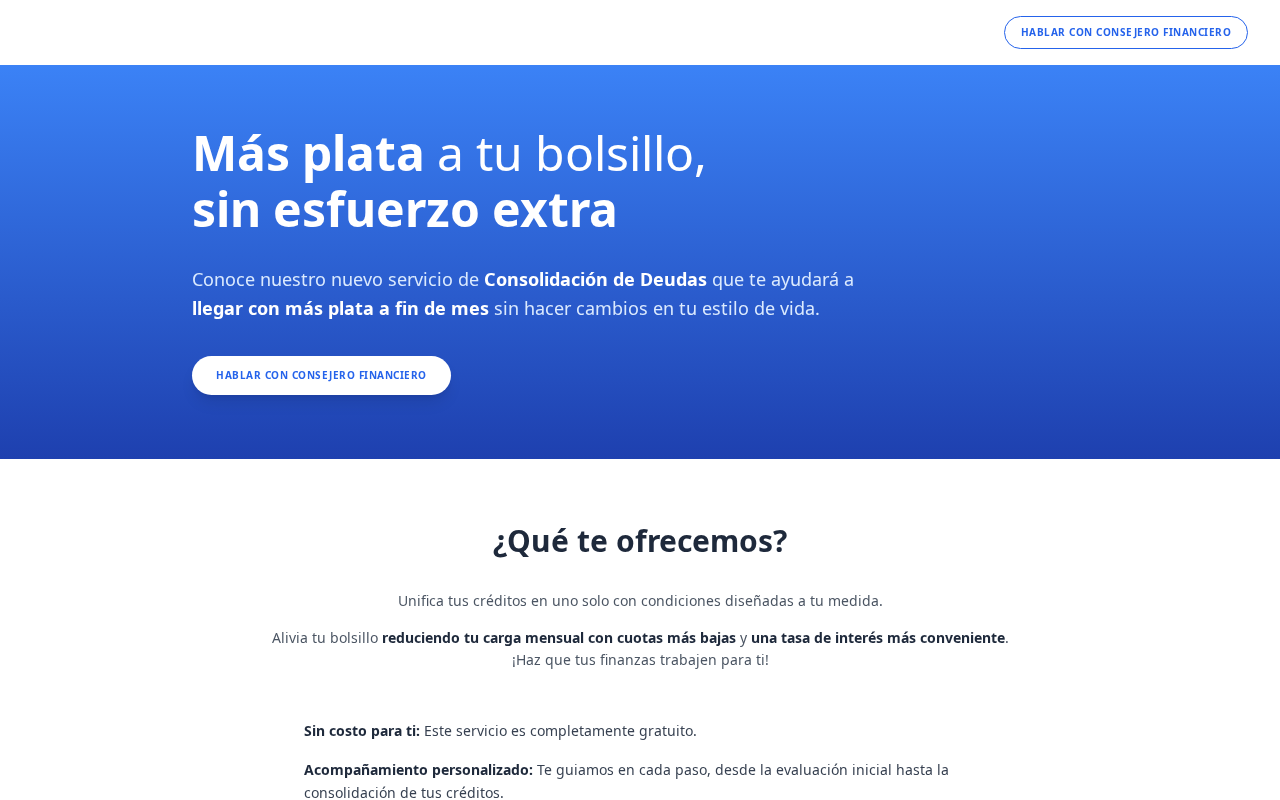 HABLAR CON CONSEJERO FINANCIERO
Más plata a tu bolsillo,
sin esfuerzo extra
Conoce nuestro nuevo servicio de Consolidación de Deudas que te ayudará a
llegar con más plata a fin de mes sin hacer cambios en tu estilo de vida.
HABLAR CON CONSEJERO FINANCIERO
¿Qué te ofrecemos?
Unifica tus créditos en uno solo con condiciones diseñadas a tu medida.
Alivia tu bolsillo reduciendo tu carga mensual con cuotas más bajas y una tasa de interés más conveniente.
¡Haz que tus finanzas trabajen para ti!
Sin costo para ti: Este servicio es completamente gratuito.
Acompañamiento personalizado: Te guiamos en cada paso, desde la evaluación inicial hasta la
consolidación de tus créditos.